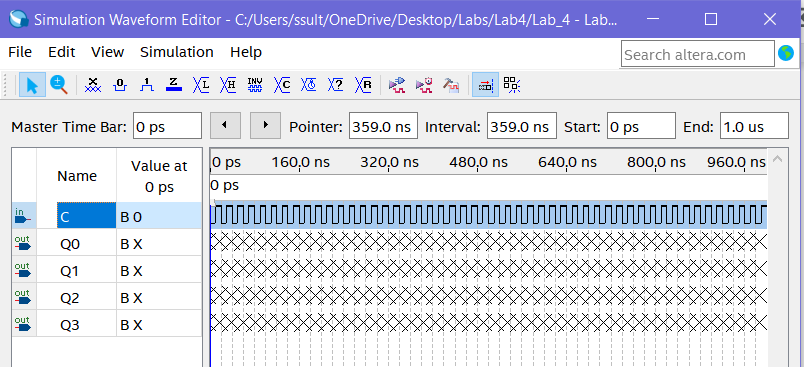 Simulation Waveform Editor - C:/Users/ssult/OneDrive/Desktop/Labs/Lab4/Lab_4 - Lab...
File Edit View Simulation Help
Search altera.com
Master Time Bar: 0 ps Pointer: 359.0 ns Interval: 359.0 ns Start: 0 ps End: 1.0 us
Name Value at 0 ps
0 ps 160.0 ns 320.0 ns 480.0 ns 640.0 ns 800.0 ns 960.0 ns
0 ps
in C B 0
out Q0 B X
out Q1 B X
out Q2 B X
out Q3 B X